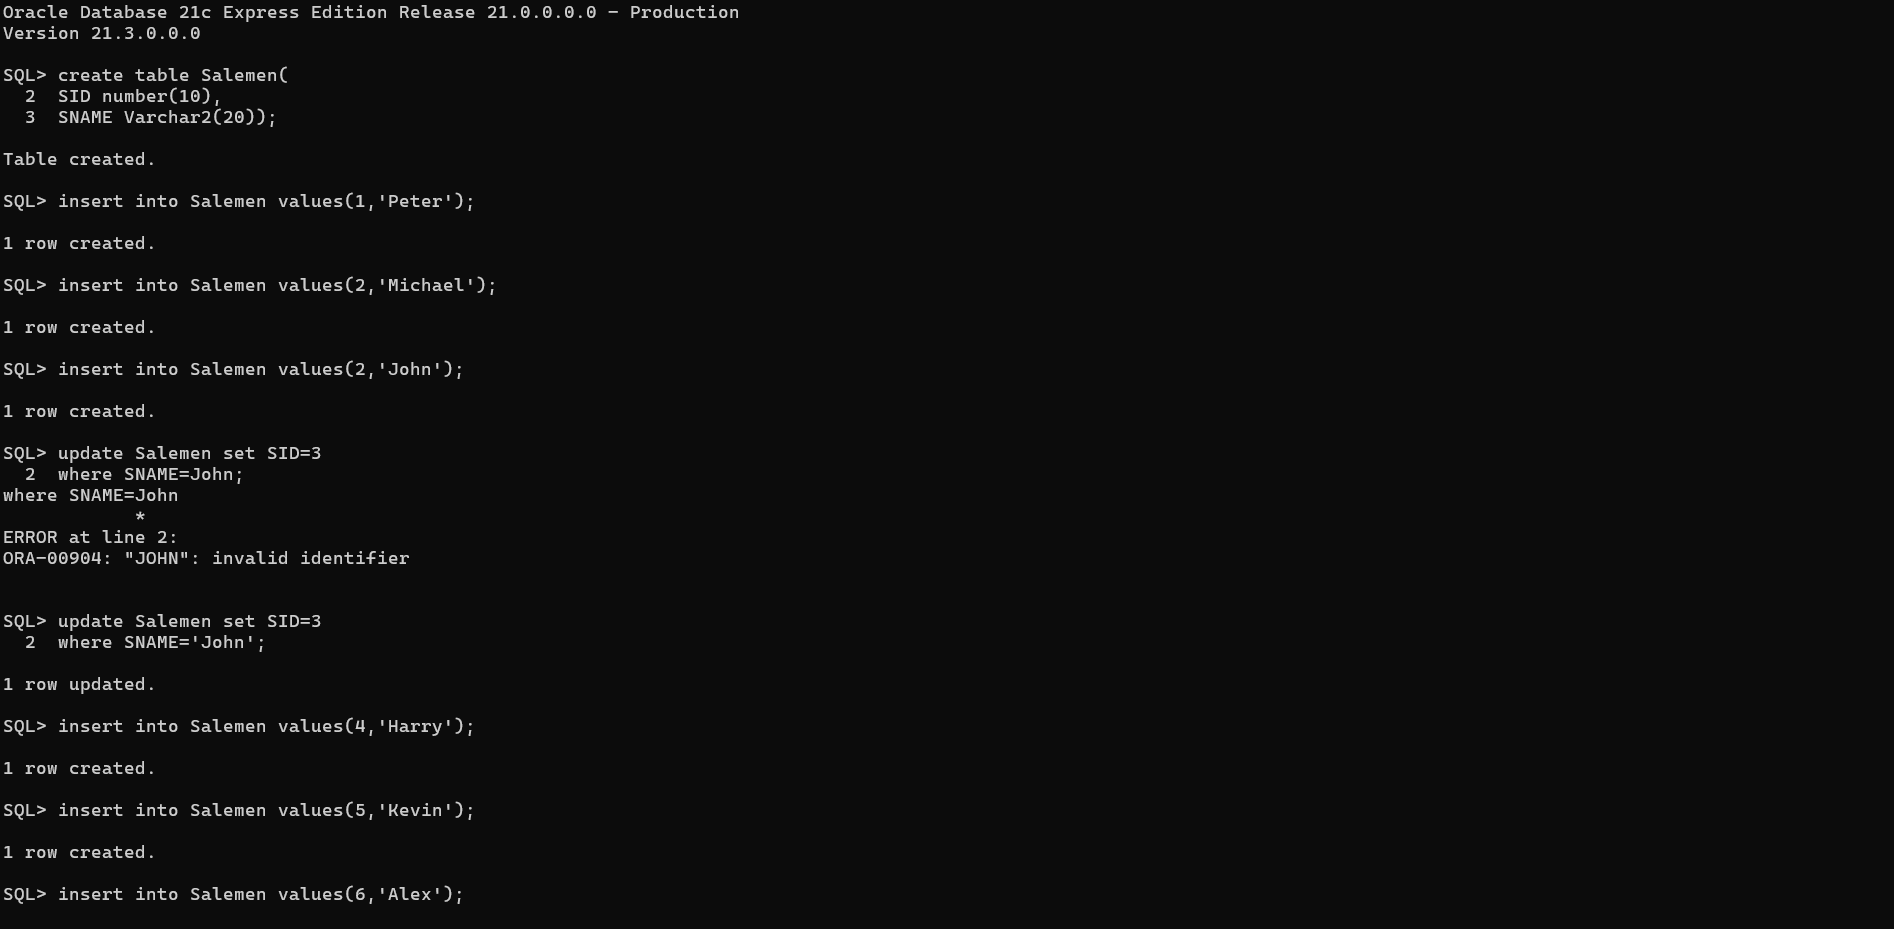 Oracle Database 21c Express Edition Release 21.0.0.0.0 - Production
Version 21.3.0.0.0
SQL> create table Salemen(
  2  SID number(10),
  3  SNAME Varchar2(20));
Table created.
SQL> insert into Salemen values(1,'Peter');
1 row created.
SQL> insert into Salemen values(2,'Michael');
1 row created.
SQL> insert into Salemen values(2,'John');
1 row created.
SQL> update Salemen set SID=3
  2  where SNAME=John;
where SNAME=John
            *
ERROR at line 2:
ORA-00904: "JOHN": invalid identifier
SQL> update Salemen set SID=3
  2  where SNAME='John';
1 row updated.
SQL> insert into Salemen values(4,'Harry');
1 row created.
SQL> insert into Salemen values(5,'Kevin');
1 row created.
SQL> insert into Salemen values(6,'Alex');